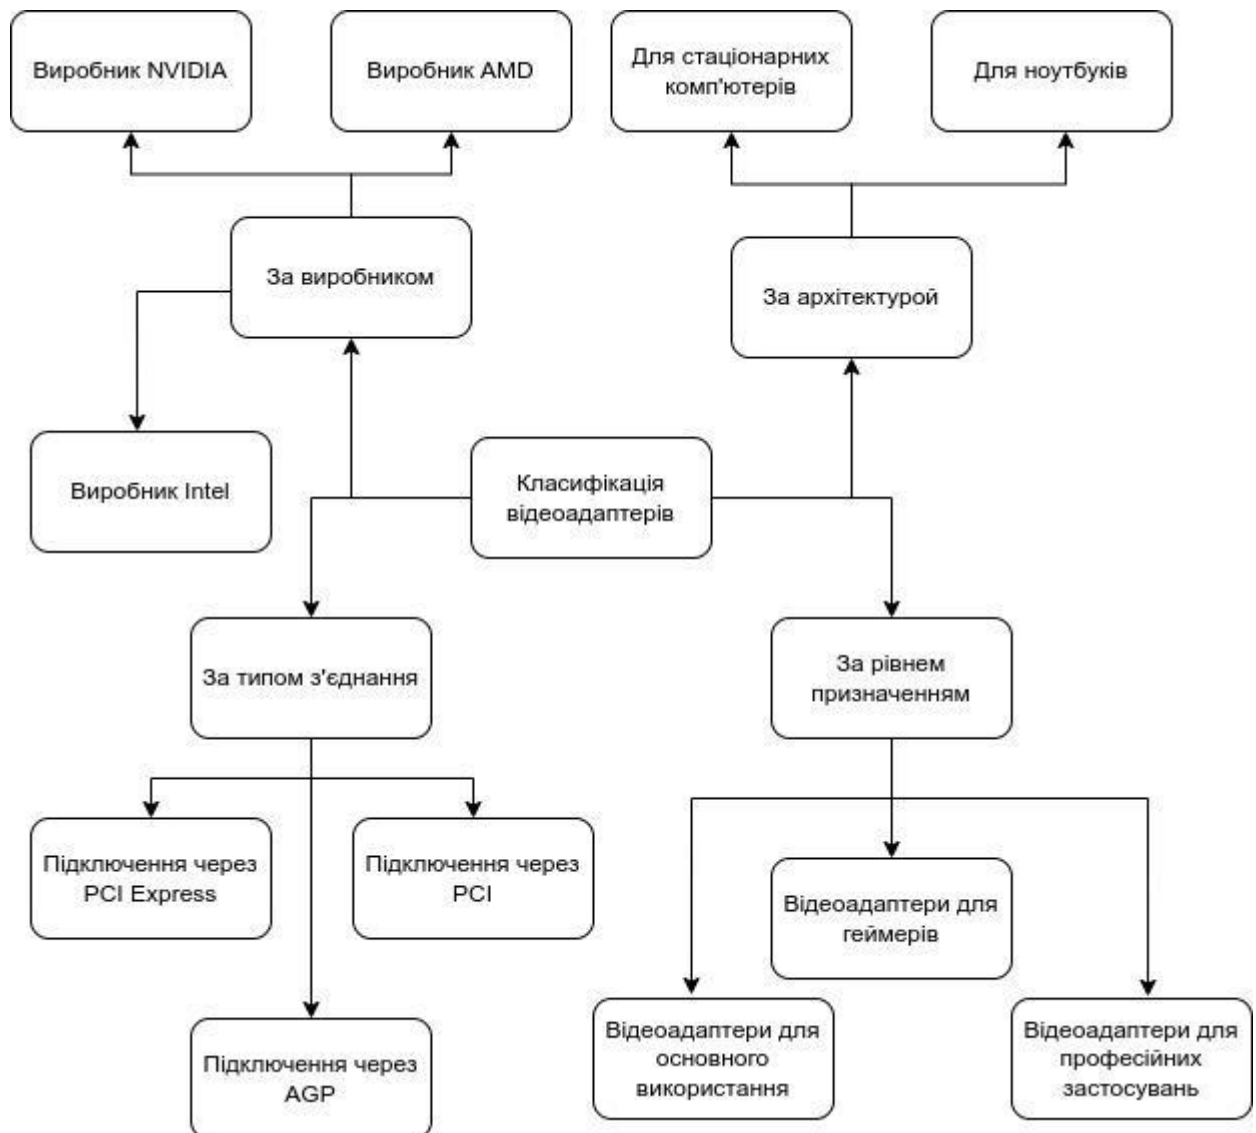 Виробник NVIDIA
Виробник AMD
Для стаціонарних
комп'ютерів
Для ноутбуків
За виробником
За архітектурой
Виробник Intel
Класифікація
відеоадаптерів
За типом з'єднання
За рівнем
призначенням
Підключення через
PCI Express
Підключення через
PCI
Відеоадаптери для
геймерів
Підключення через
AGP
Відеоадаптери для
основного
використання
Відеоадаптери для
професійних
застосувань